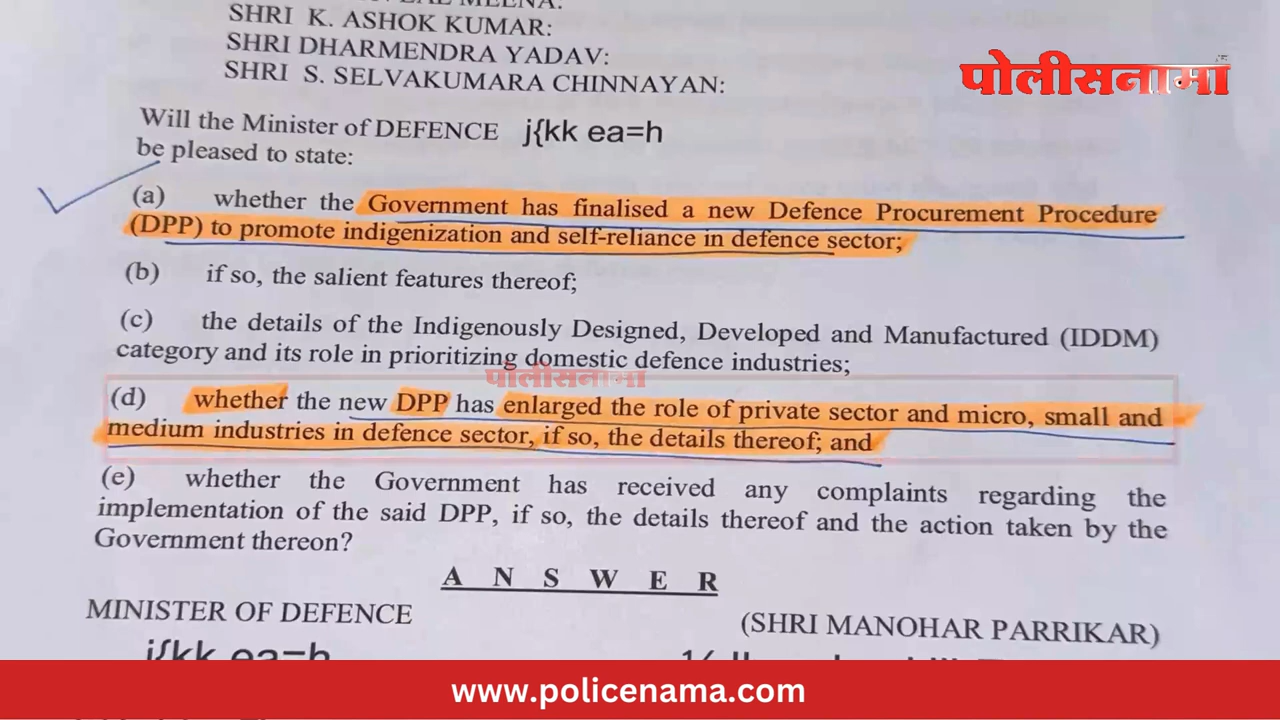 SHRI K. ASHOK KUMAR:
SHRI DHARMENDRA YADAV:
SHRI S. SELVAKUMARA CHINNAYAN:
पोलीसनामा
Will the Minister of DEFENCE j{kk ea=h
be pleased to state:
(a) whether the Government has finalised a new Defence Procurement Procedure
(DPP) to promote indigenization and self-reliance in defence sector;
(b) if so, the salient features thereof;
(c) the details of the Indigenously Designed, Developed and Manufactured (IDDM)
category and its role in prioritizing domestic defence industries;
पोलीसनामा
(d) whether the new DPP has enlarged the role of private sector and micro, small and
medium industries in defence sector, if so, the details thereof; and
(e) whether the Government has received any complaints regarding the
implementation of the said DPP, if so, the details thereof and the action taken by the
Government thereon?
A N S W E R
MINISTER OF DEFENCE (SHRI MANOHAR PARRIKAR)
j{kk ea=h
www.policenama.com